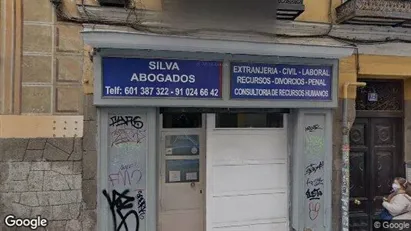 SILVA
ABOGADOS
Telf: 601 387 322 - 91 024 66 42
EXTRANJERIA - CIVIL - LABORAL
RECURSOS - DIVORCIOS - PENAL
CONSULTORIA DE RECURSOS HUMANOS
Google
Google